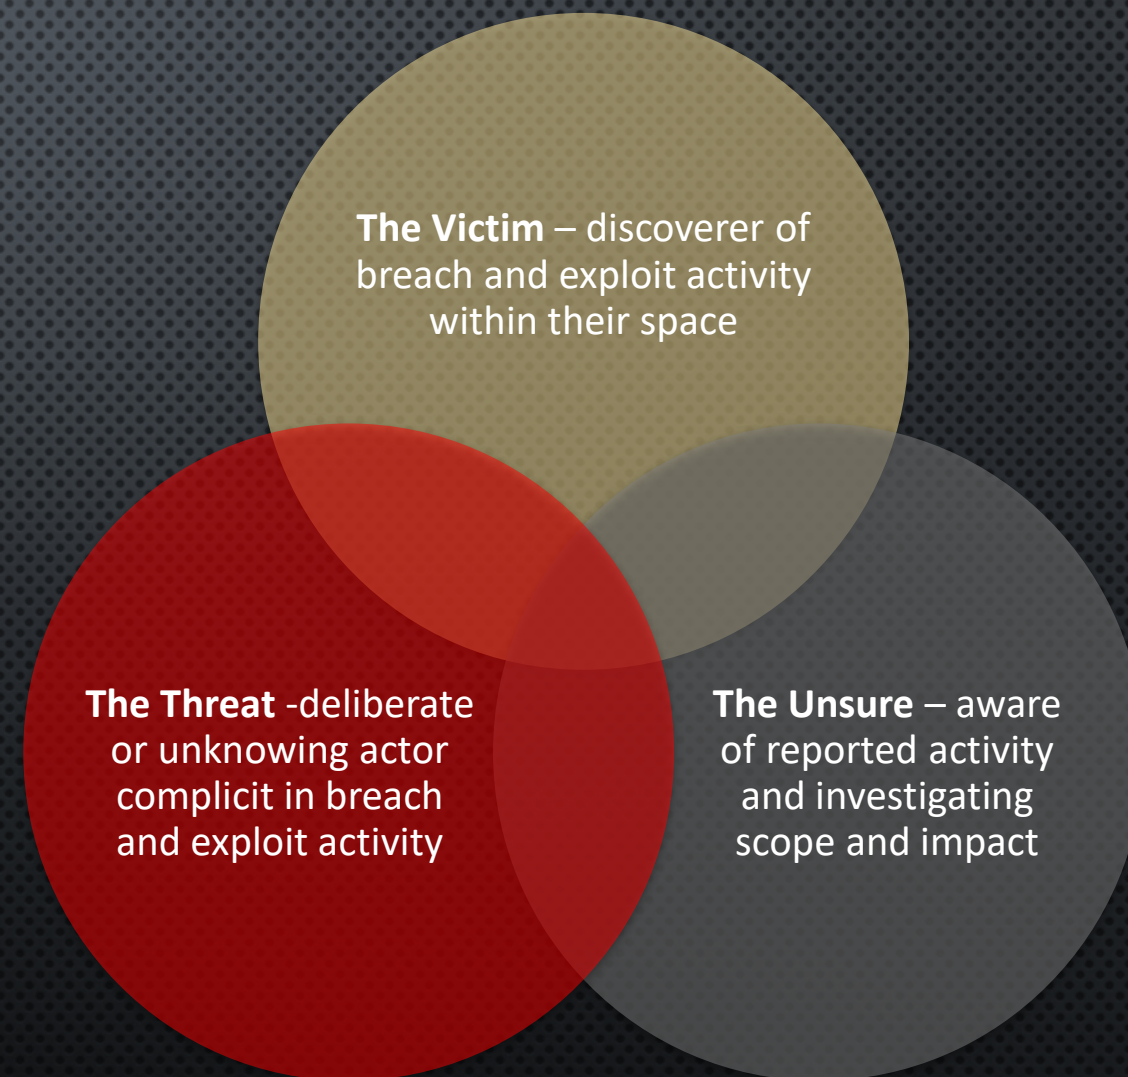 The Victim – discoverer of
breach and exploit activity
within their space
The Threat -deliberate
or unknowing actor
complicit in breach
and exploit activity
The Unsure – aware
of reported activity
and investigating
scope and impact